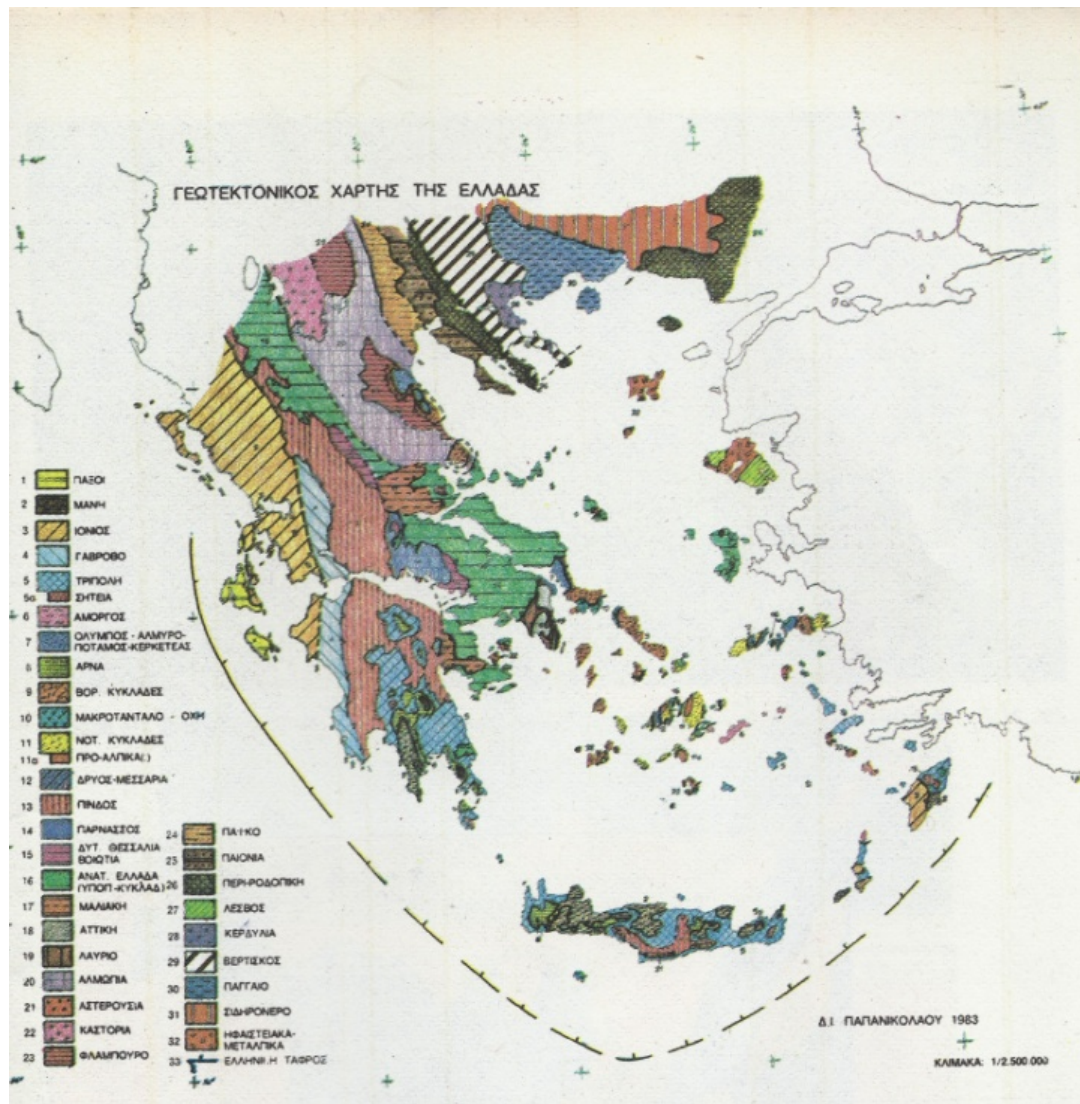 ΓΕΩΤΕΚΤΟΝΙΚΟΣ ΧΑΡΤΗΣ ΤΗΣ ΕΛΛΑΔΑΣ
1 ΠΑΞΟΙ
2 ΜΑΝΗ
3 ΙΟΝΙΟΣ
4 ΓΑΒΡΟΒΟ
5 ΤΡΙΠΟΛΗ
5α ΣΗΤΕΙΑ
6 ΑΜΟΡΓΟΣ
7 ΟΛΥΜΠΟΣ - ΑΛΜΥΡΟ-
ΠΟΤΑΜΟΣ-ΚΕΡΚΕΤΕΑΣ
8 ΑΡΝΑ
9 ΒΟΡ. ΚΥΚΛΑΔΕΣ
10 ΜΑΚΡΟΤΑΝΤΑΛΟ - ΟΧΗ
11 ΝΟΤ. ΚΥΚΛΑΔΕΣ
11α ΠΡΟ-ΑΛΠΙΚΑ(;)
12 ΔΡΥΟΣ-ΜΕΣΣΑΡΙΑ
13 ΠΙΝΔΟΣ
14 ΠΑΡΝΑΣΣΟΣ
15 ΔΥΤ. ΘΕΣΣΑΛΙΑ
ΒΟΙΩΤΙΑ
16 ΑΝΑΤ. ΕΛΛΑΔΑ
(ΥΠΟΠ-ΚΥΚΛΑΔ)
17 ΜΑΛΙΑΚΗ
18 ΑΤΤΙΚΗ
19 ΛΑΥΡΙΟ
20 ΑΛΜΩΠΙΑ
21 ΑΣΤΕΡΟΥΣΙΑ
22 ΚΑΣΤΟΡΙΑ
23 ΦΛΑΜΠΟΥΡΟ
24 ΠΑΪΚΟ
25 ΠΑΙΟΝΙΑ
26 ΠΕΡΙ-ΡΟΔΟΠΙΚΗ
27 ΛΕΣΒΟΣ
28 ΚΕΡΔΥΛΙΑ
29 ΒΕΡΤΙΣΚΟΣ
30 ΠΑΓΓΑΙΟ
31 ΣΙΔΗΡΟΝΕΡΟ
32 ΗΦΑΙΣΤΕΙΑΚΑ-
ΜΕΤΑΛΠΙΚΑ
33 ΕΛΛΗΝΙΚΗ ΤΑΦΡΟΣ
Δ.Ι. ΠΑΠΑΝΙΚΟΛΑΟΥ 1983
ΚΛΙΜΑΚΑ: 1/2.500.000